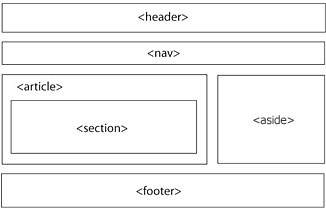 <header>
<nav>
<article>
<section>
<aside>
<footer>